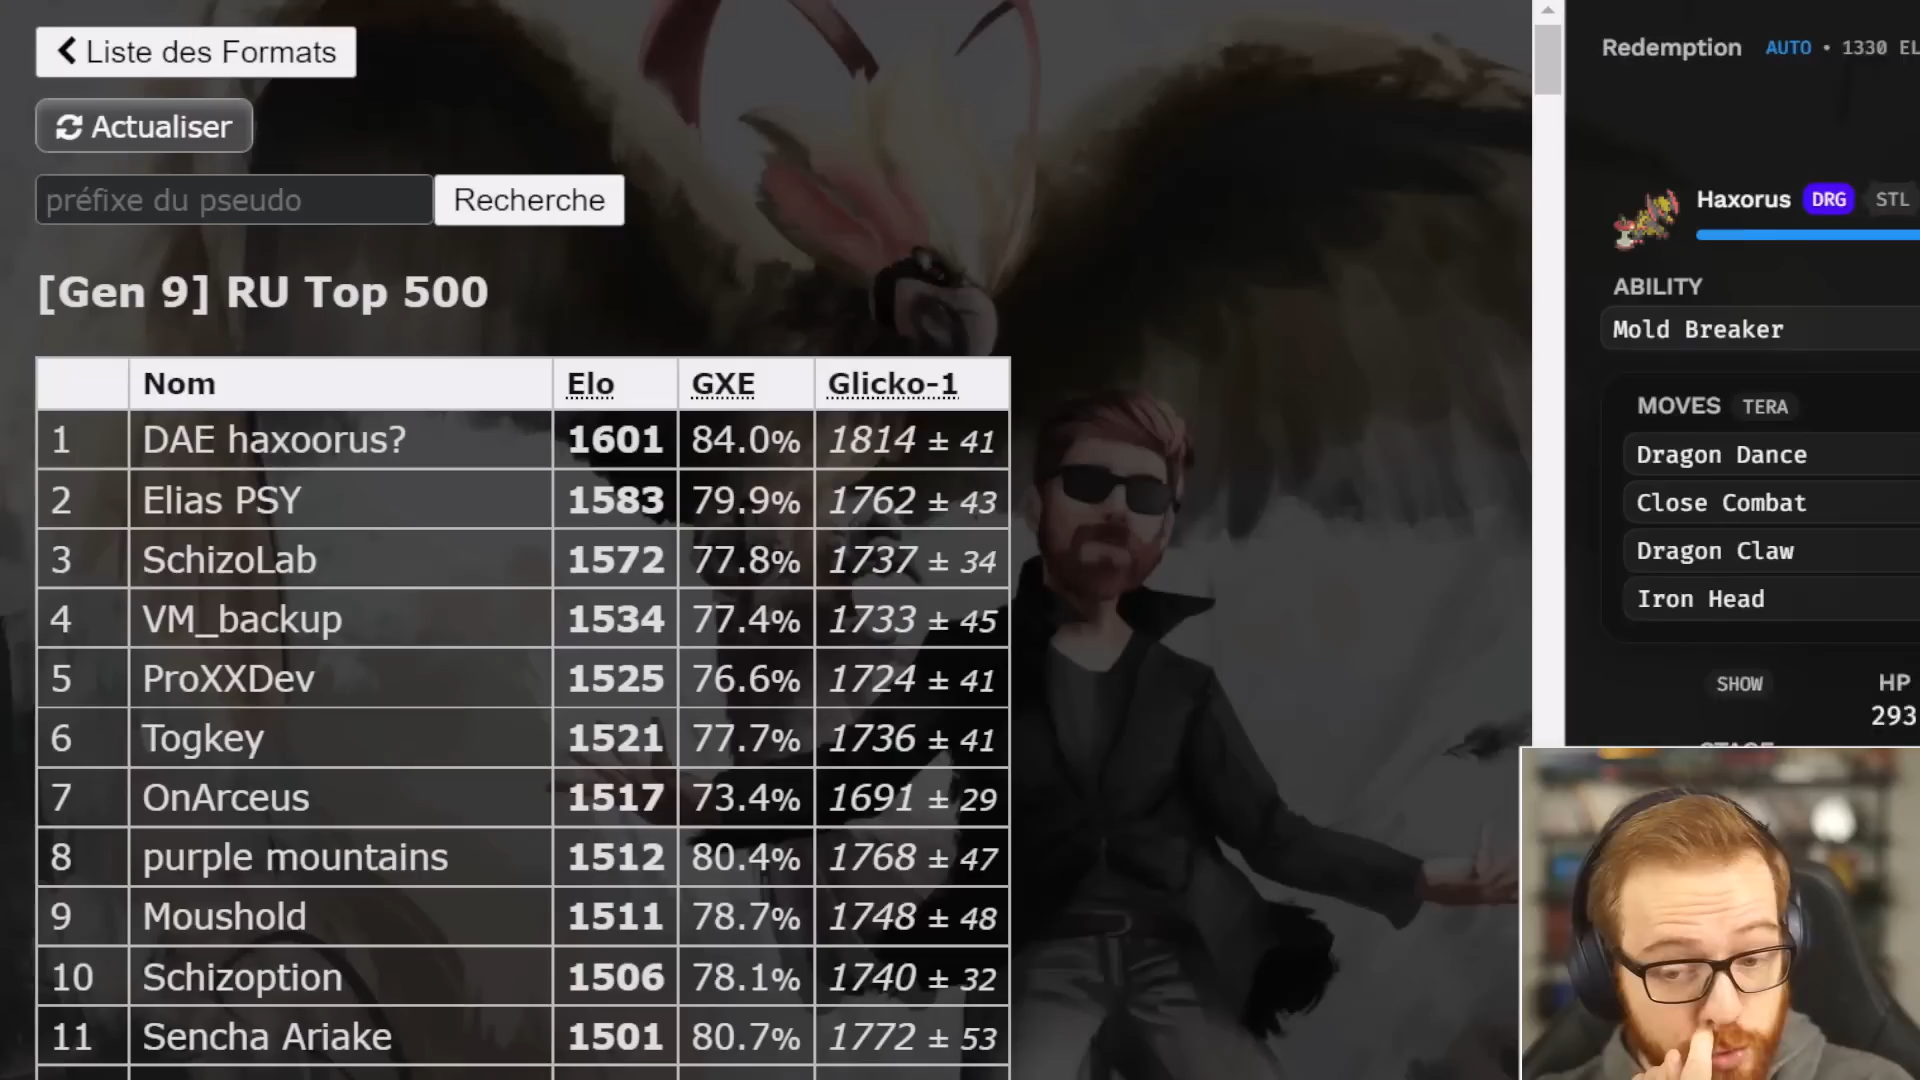 Liste des Formats
Actualiser
préfixe du pseudo Recherche
[Gen 9] RU Top 500
Nom Elo GXE Glicko-1
1 DAE haxoorus? 1601 84.0% 1814 ± 41
2 Elias PSY 1583 79.9% 1762 ± 43
3 SchizoLab 1572 77.8% 1737 ± 34
4 VM_backup 1534 77.4% 1733 ± 45
5 ProXXDev 1525 76.6% 1724 ± 41
6 Togkey 1521 77.7% 1736 ± 41
7 OnArceus 1517 73.4% 1691 ± 29
8 purple mountains 1512 80.4% 1768 ± 47
9 Moushold 1511 78.7% 1748 ± 48
10 Schizoption 1506 78.1% 1740 ± 32
11 Sencha Ariake 1501 80.7% 1772 ± 53
Redemption AUTO • 1330 EL
Haxorus DRG STL
ABILITY
Mold Breaker
MOVES TERA
Dragon Dance
Close Combat
Dragon Claw
Iron Head
SHOW HP
293